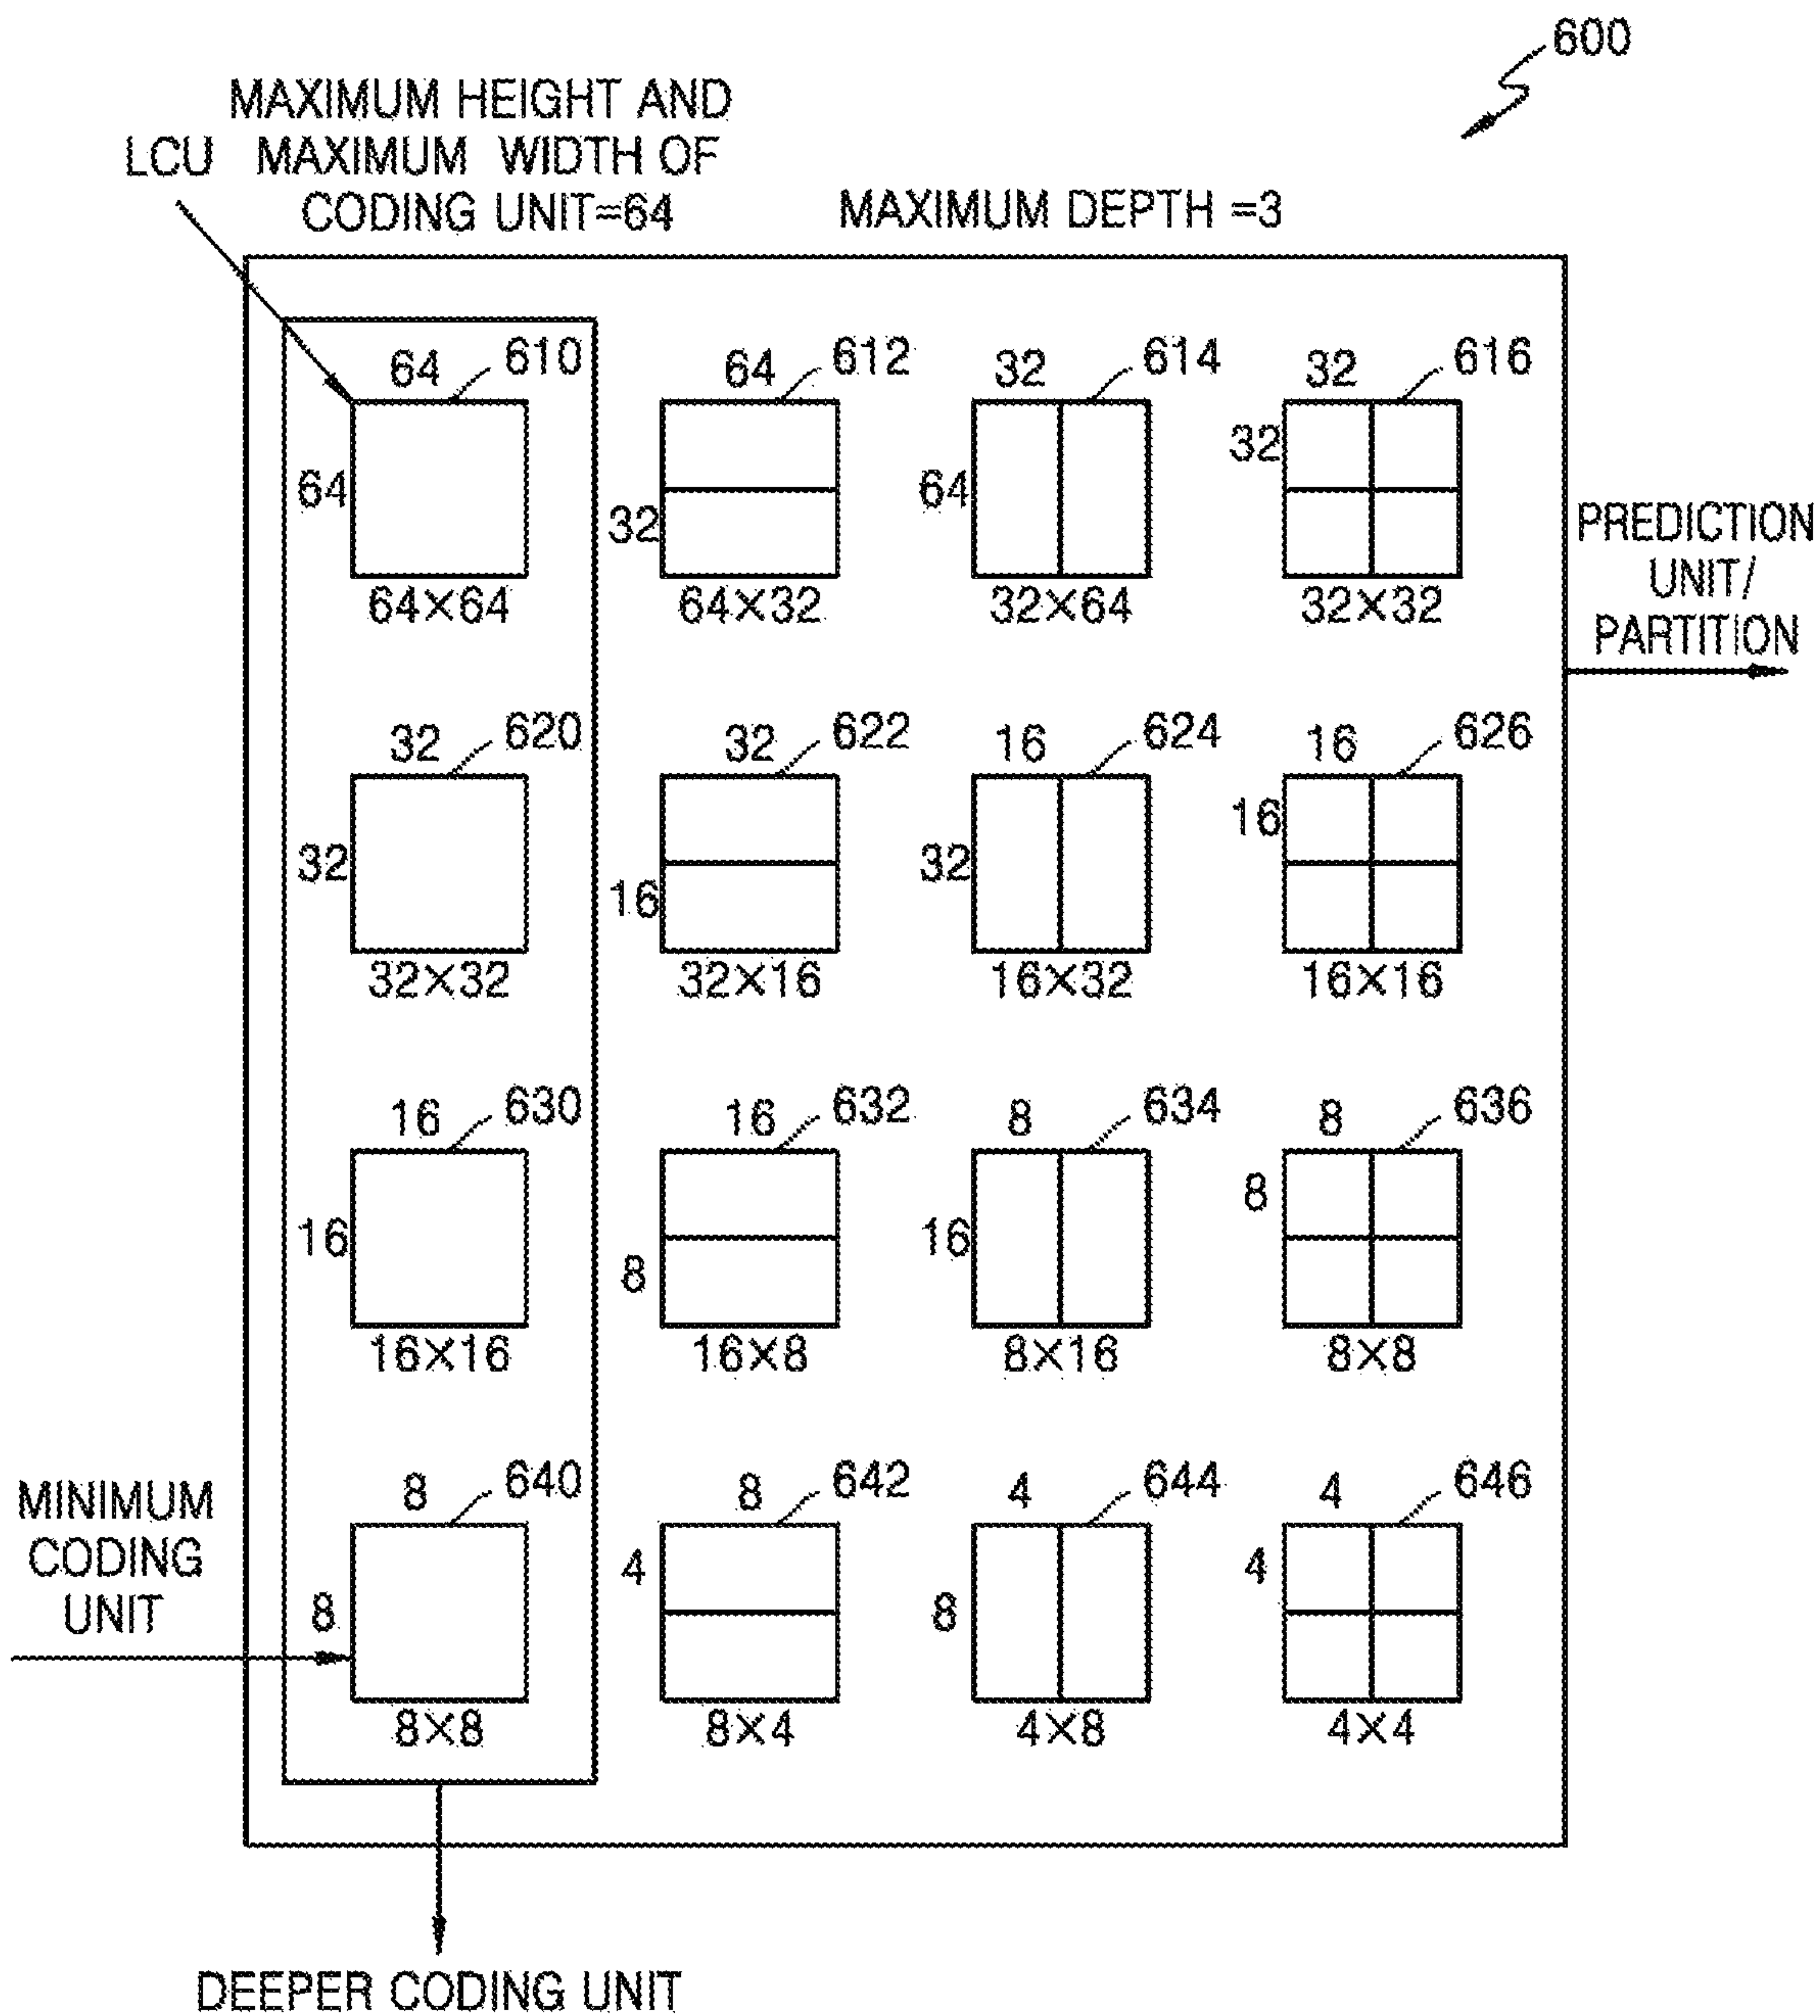 600
MAXIMUM HEIGHT AND
LCU MAXIMUM WIDTH OF
CODING UNIT=64
MAXIMUM DEPTH =3
64 610 64 612 32 614 32 616
64 32 64 32
64×64 64×32 32×64 32×32
PREDICTION
UNIT/
PARTITION
32 620 32 622 16 624 16 626
32 16 32 16
32×32 32×16 16×32 16×16
16 630 16 632 8 634 8 636
16 8 16 8
16×16 16×8 8×16 8×8
MINIMUM
CODING
UNIT
8 640 8 642 4 644 4 646
8 4 8 4
8×8 8×4 4×8 4×4
DEEPER CODING UNIT